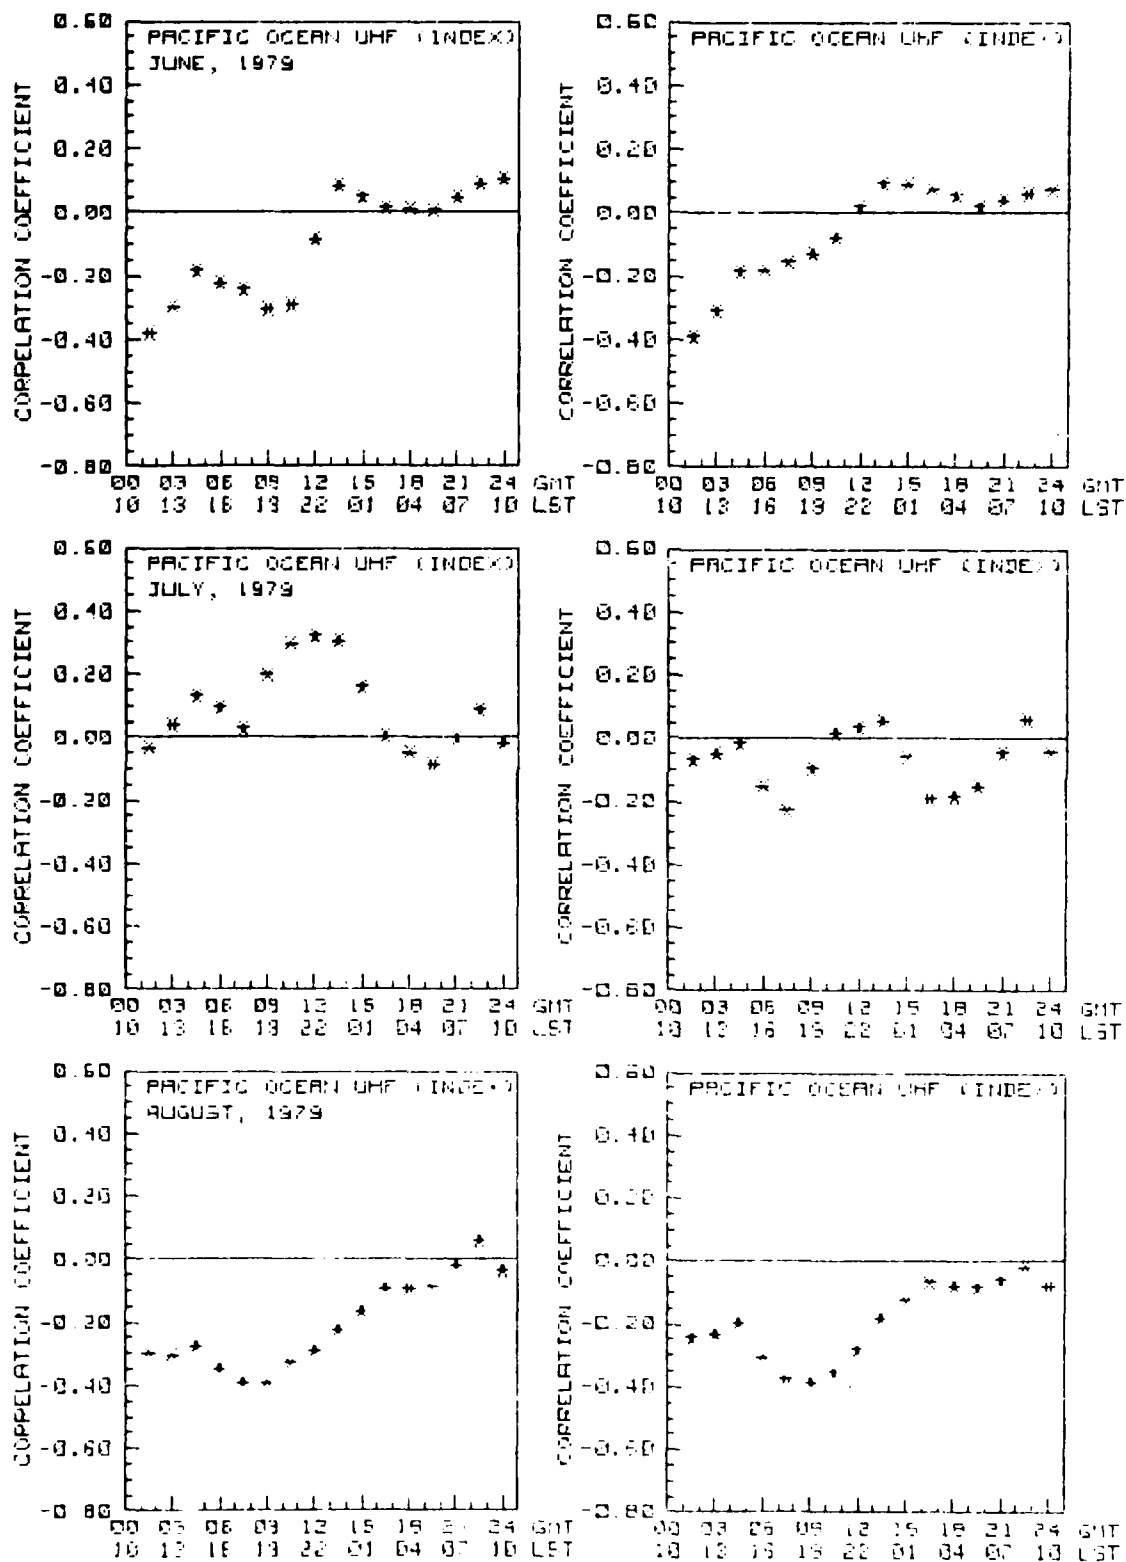 PACIFIC OCEAN UHF (INDEX)
JUNE, 1979
CORRELATION COEFFICIENT
0.60
0.40
0.20
0.00
-0.20
-0.40
-0.60
-0.80
00 03 06 09 12 15 18 21 24 GMT
10 13 16 19 22 01 04 07 10 LST
PACIFIC OCEAN UHF (INDEX)
CORRELATION COEFFICIENT
0.60
0.40
0.20
0.00
-0.20
-0.40
-0.60
-0.80
00 03 06 09 12 15 18 21 24 GMT
10 13 16 19 22 01 04 07 10 LST
PACIFIC OCEAN UHF (INDEX)
JULY, 1979
CORRELATION COEFFICIENT
0.60
0.40
0.20
0.00
-0.20
-0.40
-0.60
-0.80
00 03 06 09 12 15 18 21 24 GMT
10 13 16 19 22 01 04 07 10 LST
PACIFIC OCEAN UHF (INDEX)
CORRELATION COEFFICIENT
0.60
0.40
0.20
0.00
-0.20
-0.40
-0.60
-0.80
00 03 06 09 12 15 18 21 24 GMT
10 13 16 19 22 01 04 07 10 LST
PACIFIC OCEAN UHF (INDEX)
AUGUST, 1979
CORRELATION COEFFICIENT
0.60
0.40
0.20
0.00
-0.20
-0.40
-0.60
-0.80
00 03 06 09 12 15 18 21 24 GMT
10 13 16 19 22 01 04 07 10 LST
PACIFIC OCEAN UHF (INDEX)
CORRELATION COEFFICIENT
0.60
0.40
0.20
0.00
-0.20
-0.40
-0.60
-0.80
00 03 06 09 12 15 18 21 24 GMT
10 13 16 19 22 01 04 07 10 LST